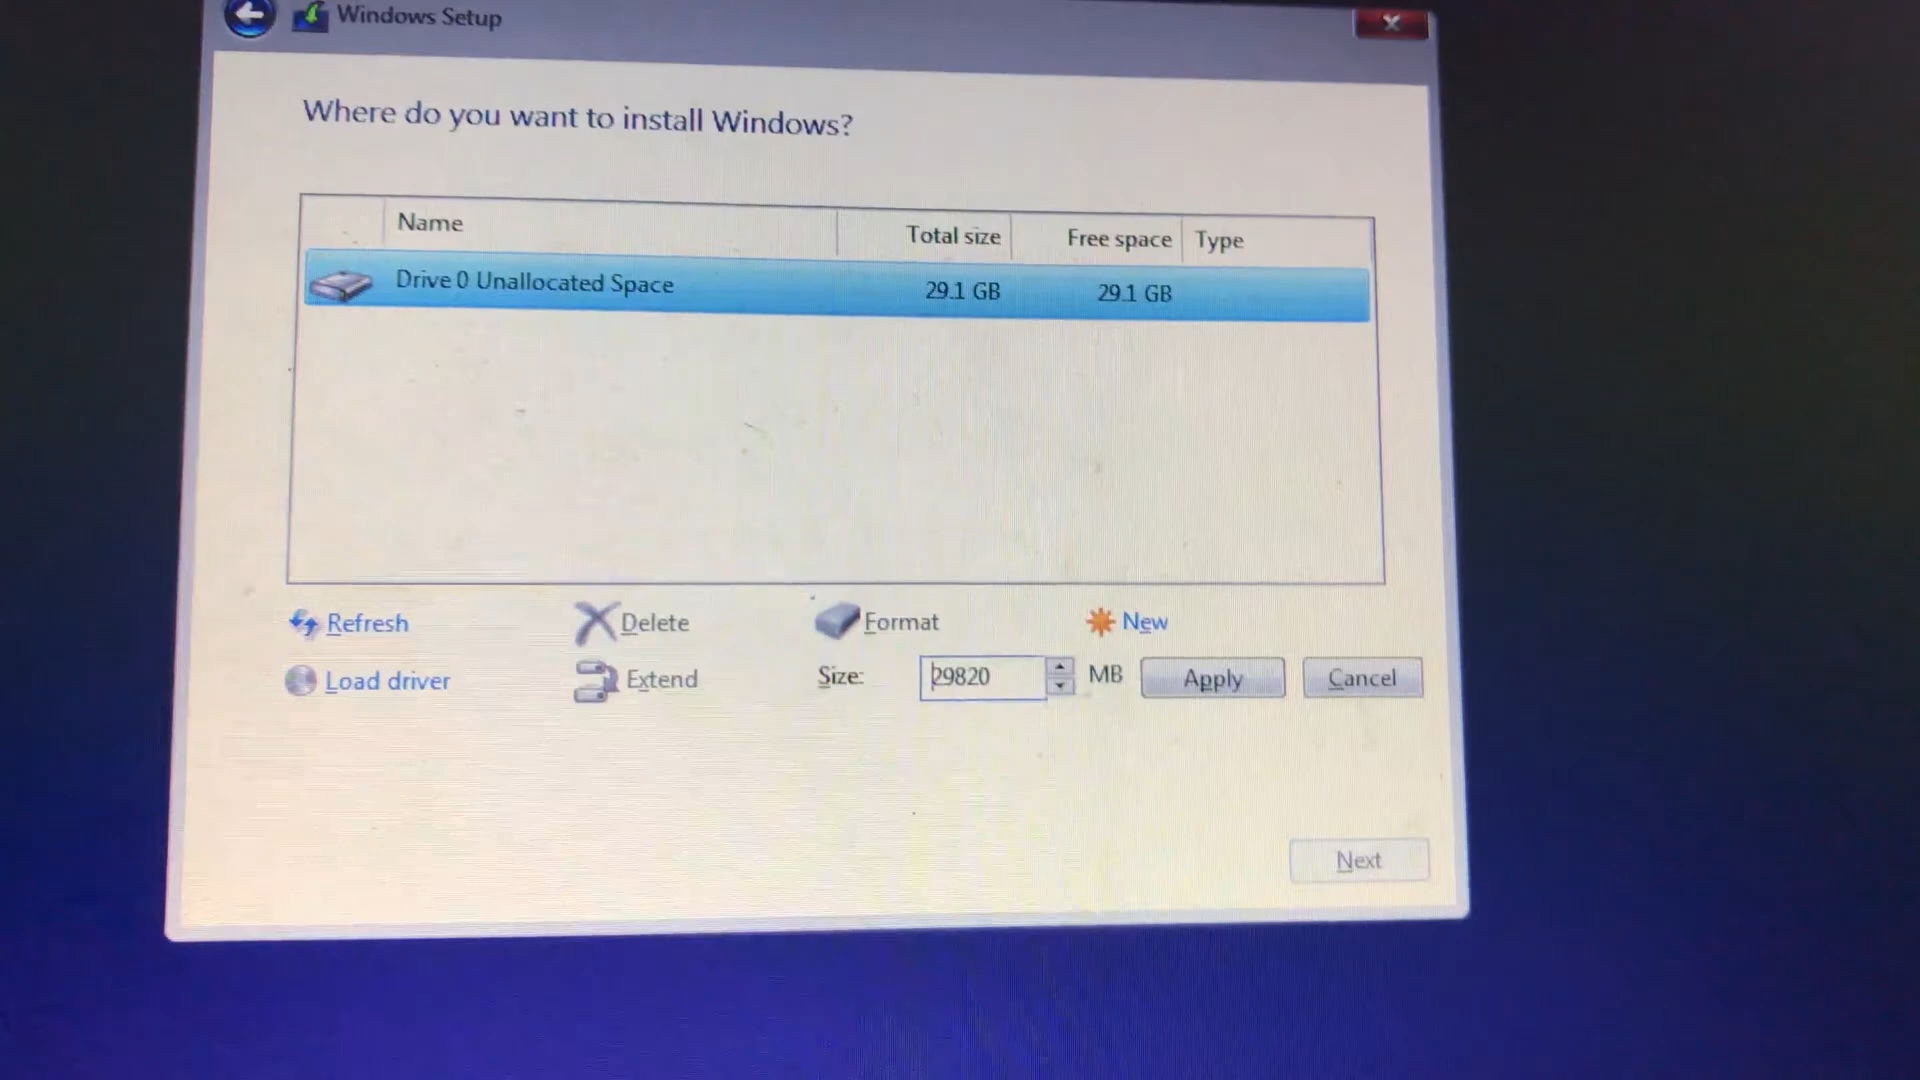 Windows Setup
Where do you want to install Windows?
Name Total size Free space Type
Drive 0 Unallocated Space 29.1 GB 29.1 GB
Refresh Delete Format New
Load driver Extend Size: 29820 MB Apply Cancel
Next